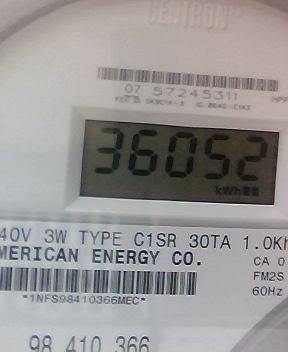 CENTRON
07 57245311
36052
kWh
40V 3W TYPE C1SR 30TA 1.0Kh
MERICAN ENERGY CO.
CA 0
FM2S
*1NFS98410366MEC*
60Hz
98 410 366